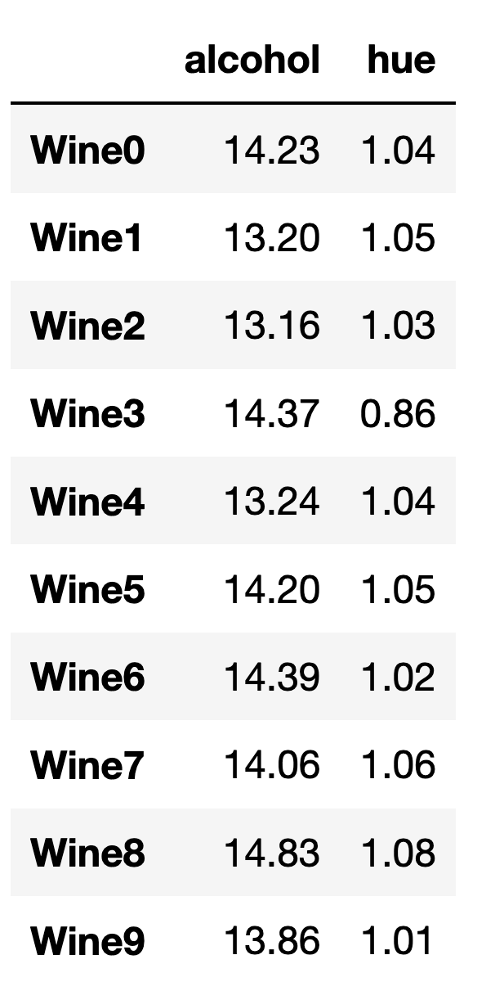 alcohol hue
Wine0 14.23 1.04
Wine1 13.20 1.05
Wine2 13.16 1.03
Wine3 14.37 0.86
Wine4 13.24 1.04
Wine5 14.20 1.05
Wine6 14.39 1.02
Wine7 14.06 1.06
Wine8 14.83 1.08
Wine9 13.86 1.01